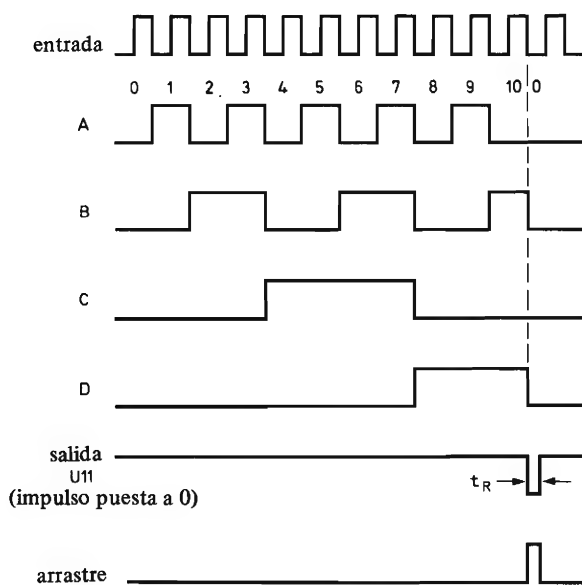 entrada
0 1 2 3 4 5 6 7 8 9 10 0
A
B
C
D
salida
U11
(impulso puesta a 0)
tR
arrastre